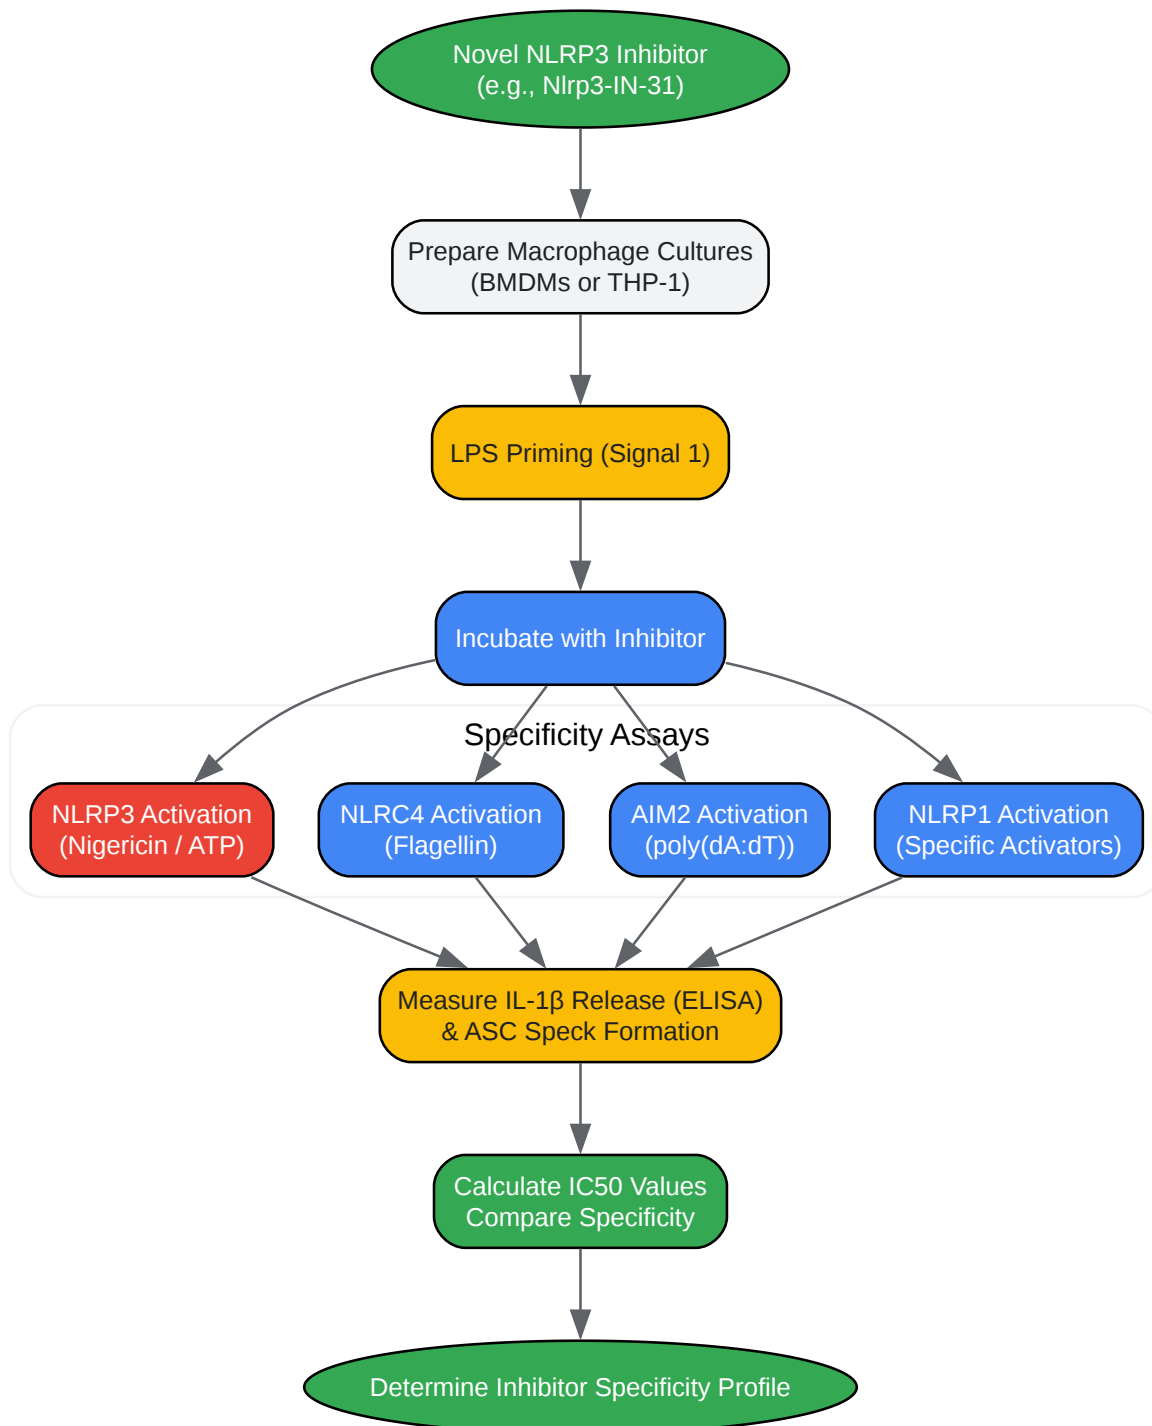 Novel NLRP3 Inhibitor
(e.g., Nlrp3-IN-31)
Prepare Macrophage Cultures
(BMDMs or THP-1)
LPS Priming (Signal 1)
Incubate with Inhibitor
Specificity Assays
NLRP3 Activation
(Nigericin / ATP)
NLRC4 Activation
(Flagellin)
AIM2 Activation
(poly(dA:dT))
NLRP1 Activation
(Specific Activators)
Measure IL-1β Release (ELISA)
& ASC Speck Formation
Calculate IC50 Values
Compare Specificity
Determine Inhibitor Specificity Profile